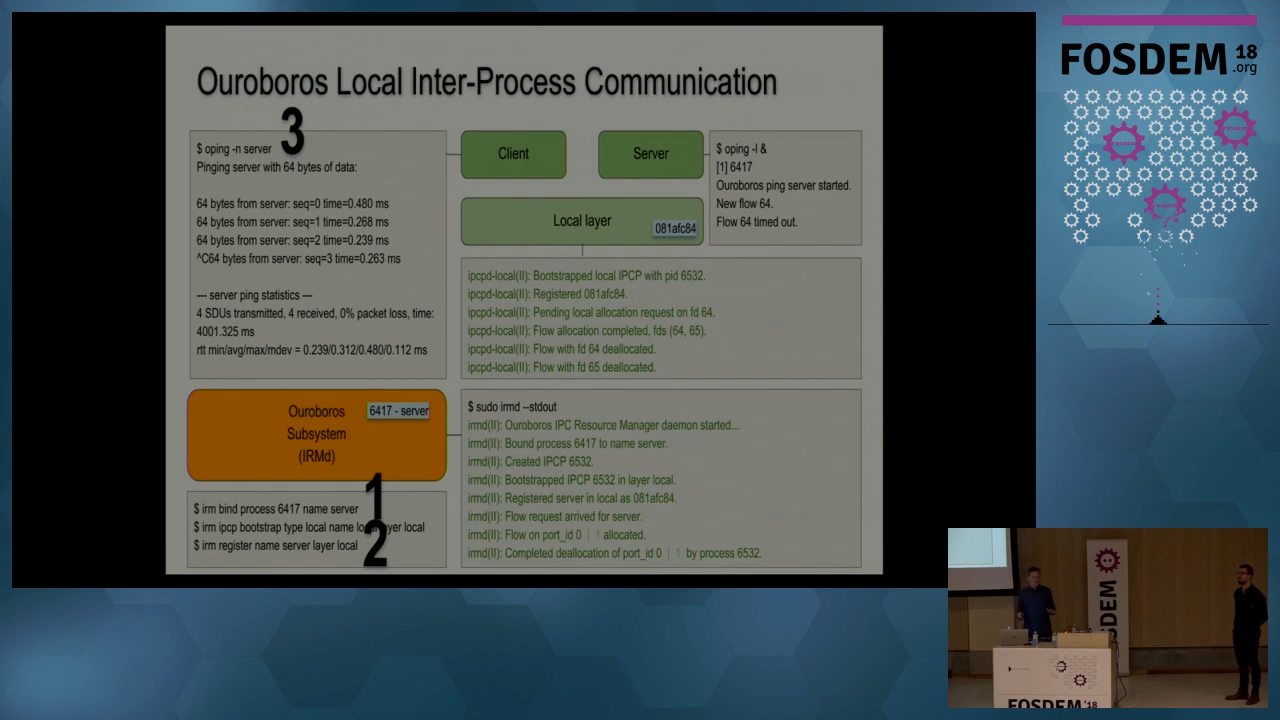 Ouroboros Local Inter-Process Communication
3
$ oping -n server
Pinging server with 64 bytes of data:
64 bytes from server: seq=0 time=0.480 ms
64 bytes from server: seq=1 time=0.268 ms
64 bytes from server: seq=2 time=0.239 ms
^C64 bytes from server: seq=3 time=0.263 ms
--- server ping statistics ---
4 SDUs transmitted, 4 received, 0% packet loss, time:
4001.325 ms
rtt min/avg/max/mdev = 0.239/0.312/0.480/0.112 ms
Client
Server
Local layer
081afc84
$ oping -l &
[1] 6417
Ouroboros ping server started.
New flow 64.
Flow 64 timed out.
ipcpd-local(II): Bootstrapped local IPCP with pid 6532.
ipcpd-local(II): Registered 081afc84.
ipcpd-local(II): Pending local allocation request on fd 64.
ipcpd-local(II): Flow allocation completed, fds (64, 65).
ipcpd-local(II): Flow with fd 64 deallocated.
ipcpd-local(II): Flow with fd 65 deallocated.
Ouroboros
Subsystem
(IRMd)
6417 - server
$ sudo irmd --stdout
irmd(II): Ouroboros IPC Resource Manager daemon started...
irmd(II): Bound process 6417 to name server.
irmd(II): Created IPCP 6532.
irmd(II): Bootstrapped IPCP 6532 in layer local.
irmd(II): Registered server in local as 081afc84.
irmd(II): Flow request arrived for server.
irmd(II): Flow on port_id 0 | 1 allocated.
irmd(II): Completed deallocation of port_id 0 | 1 by process 6532.
1
$ irm bind process 6417 name server
$ irm ipcp bootstrap type local name local layer local
$ irm register name server layer local
2
FOSDEM 18
.org
FOSDEM
FOSDEM '18